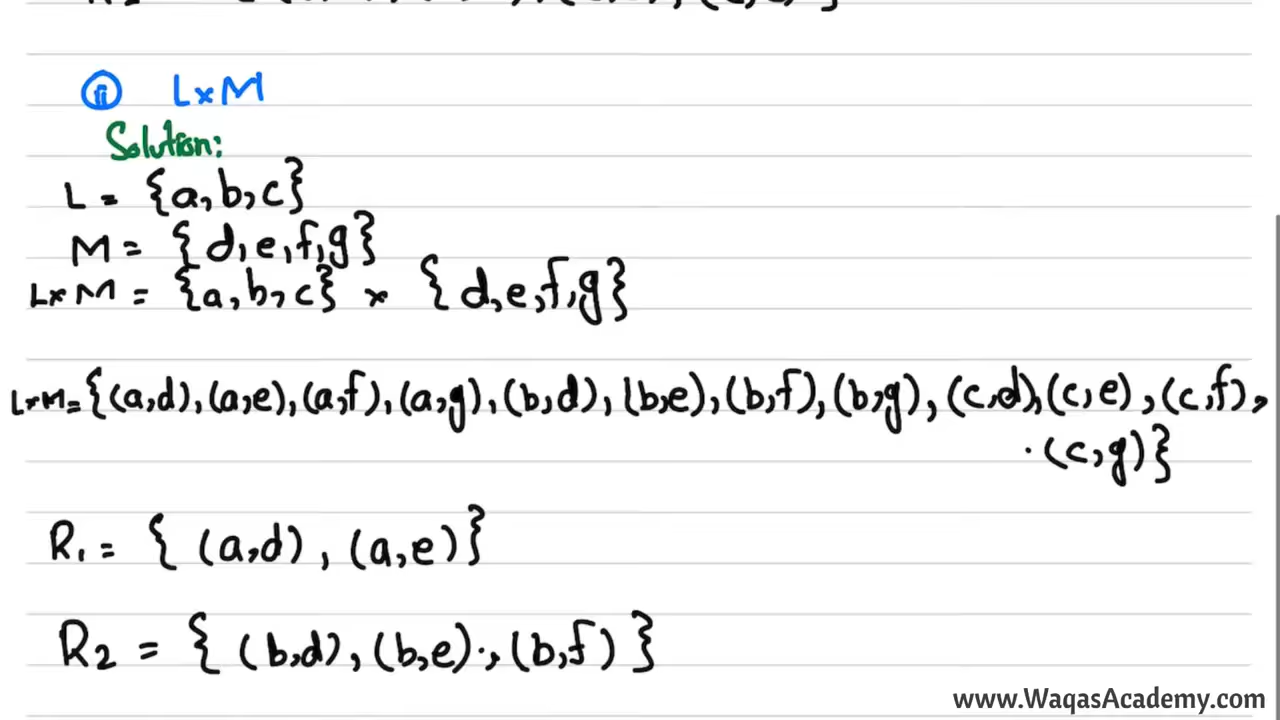 ii L×M
Solution:
L = {a,b,c}
M = {d,e,f,g}
L×M = {a,b,c} × {d,e,f,g}
L×M={(a,d),(a,e),(a,f),(a,g),(b,d),(b,e),(b,f),(b,g),(c,d),(c,e),(c,f),
.(c,g)}
R₁ = { (a,d), (a,e)}
R₂ = { (b,d), (b,e)., (b,f) }
www.WaqasAcademy.com